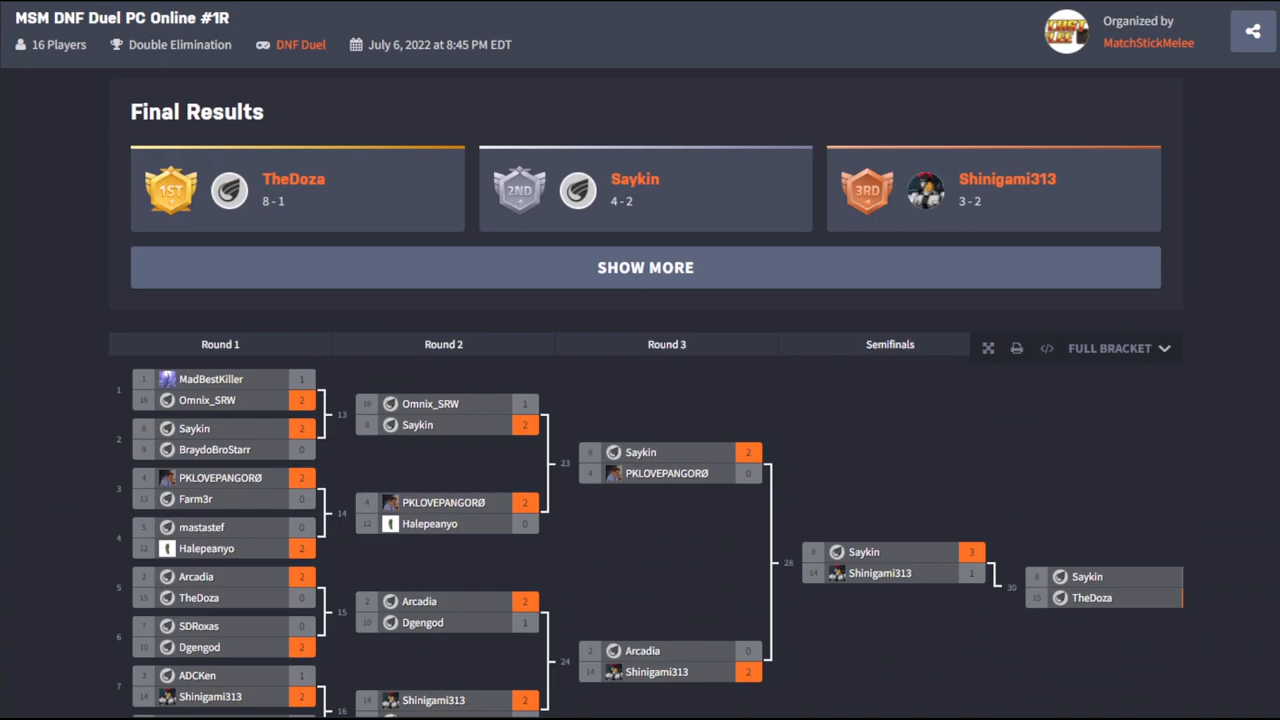 MSM DNF Duel PC Online #1R
16 Players Double Elimination DNF Duel July 6, 2022 at 8:45 PM EDT
Organized by
MatchStickMelee
Final Results
1ST TheDoza
8 - 1
2ND Saykin
4 - 2
3RD Shinigami313
3 - 2
SHOW MORE
Round 1 Round 2 Round 3 Semifinals
FULL BRACKET
1
1 MadBestKiller 1
16 Omnix_SRW 2
2
8 Saykin 2
9 BraydoBroStarr 0
3
4 PKLOVEPANGORØ 2
13 Farm3r 0
4
5 mastastef 0
12 Halepeanyo 2
5
2 Arcadia 2
15 TheDoza 0
6
7 SDRoxas 0
10 Dgengod 2
7
3 ADCKen 1
14 Shinigami313 2
13
16 Omnix_SRW 1
8 Saykin 2
14
4 PKLOVEPANGORØ 2
12 Halepeanyo 0
15
2 Arcadia 2
10 Dgengod 1
16
14 Shinigami313 2
23
8 Saykin 2
4 PKLOVEPANGORØ 0
24
2 Arcadia 0
14 Shinigami313 2
28
8 Saykin 3
14 Shinigami313 1
30
8 Saykin
15 TheDoza